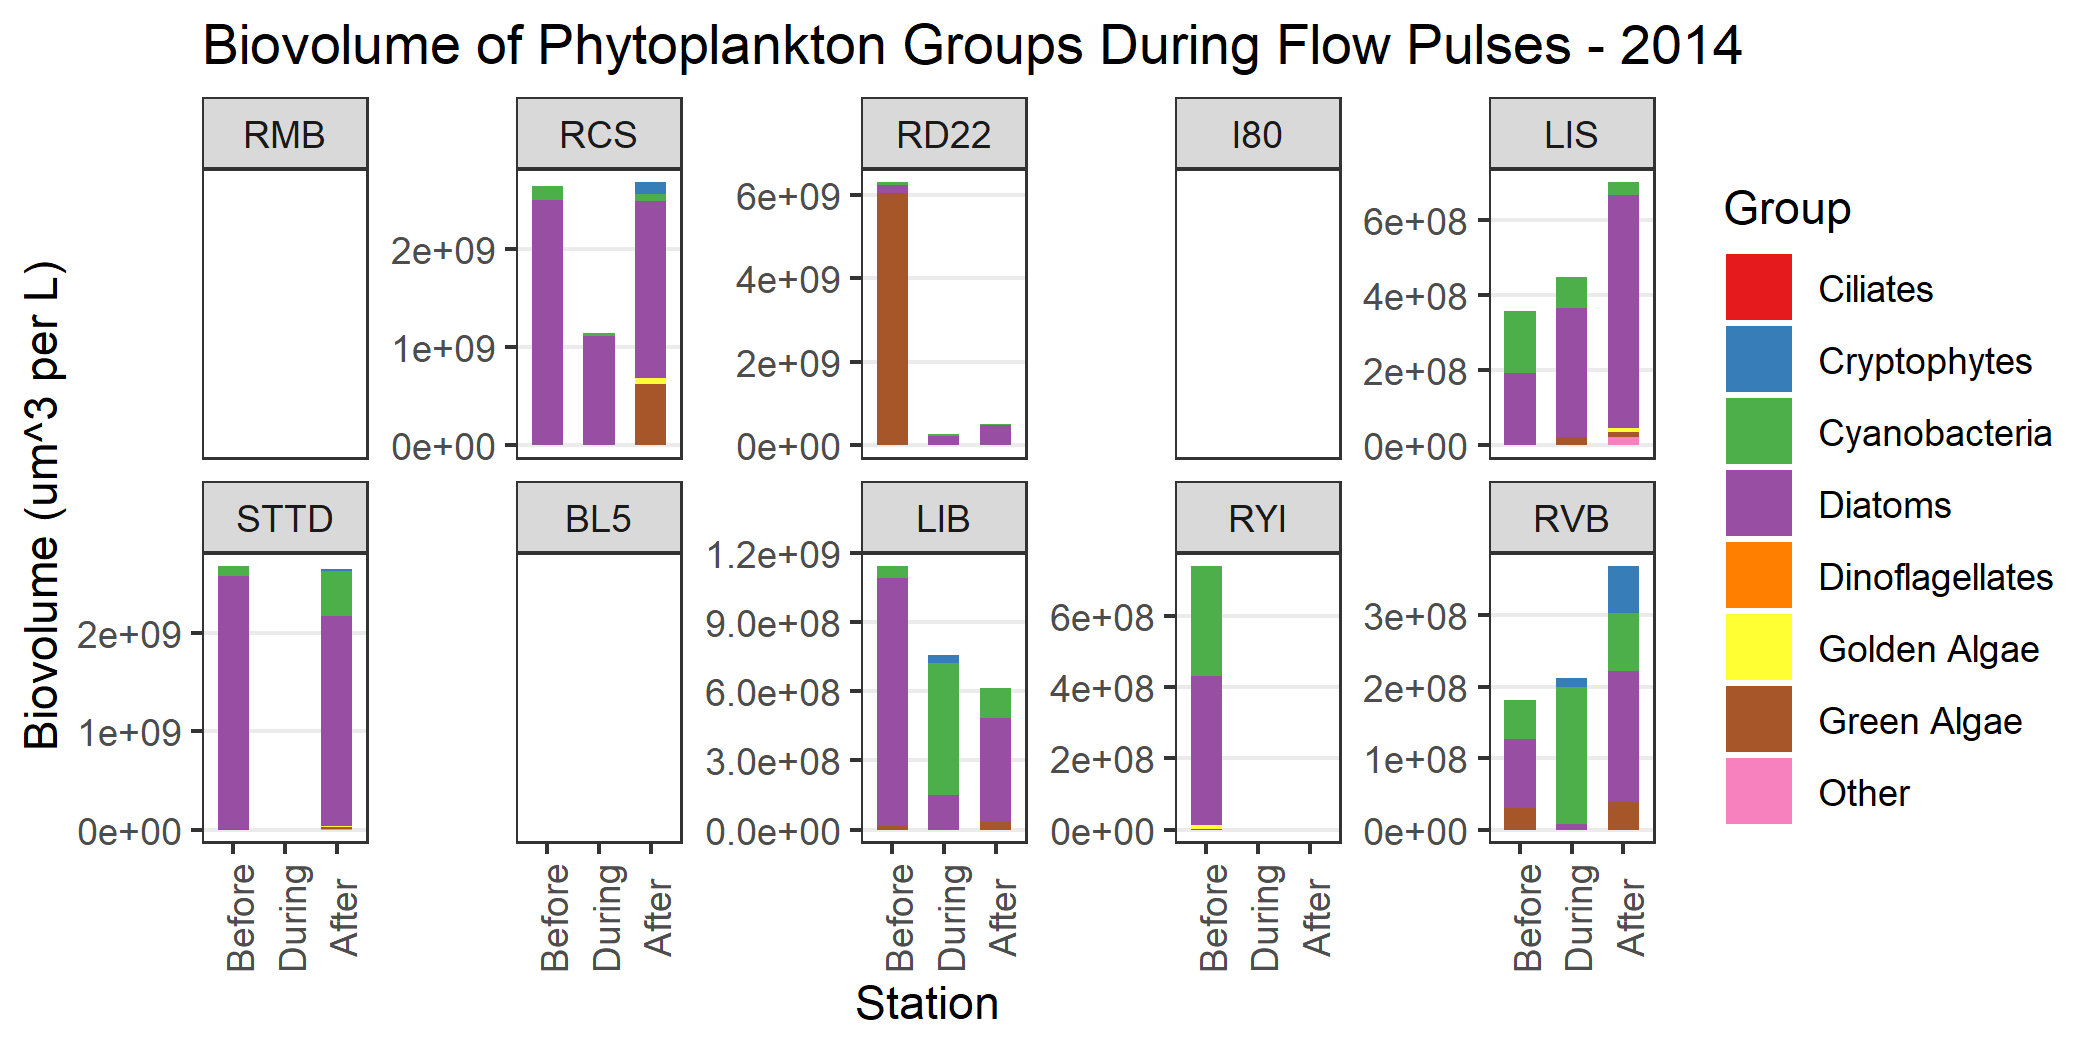 Biovolume of Phytoplankton Groups During Flow Pulses - 2014
Biovolume (um^3 per L)
RMB
RCS
2e+09
1e+09
0e+00
RD22
6e+09
4e+09
2e+09
0e+00
I80
LIS
6e+08
4e+08
2e+08
0e+00
STTD
2e+09
1e+09
0e+00
Before
During
After
BL5
Before
During
After
LIB
1.2e+09
9.0e+08
6.0e+08
3.0e+08
0.0e+00
Before
During
After
RYI
6e+08
4e+08
2e+08
0e+00
Before
During
After
RVB
3e+08
2e+08
1e+08
0e+00
Before
During
After
Station
Group
Ciliates
Cryptophytes
Cyanobacteria
Diatoms
Dinoflagellates
Golden Algae
Green Algae
Other